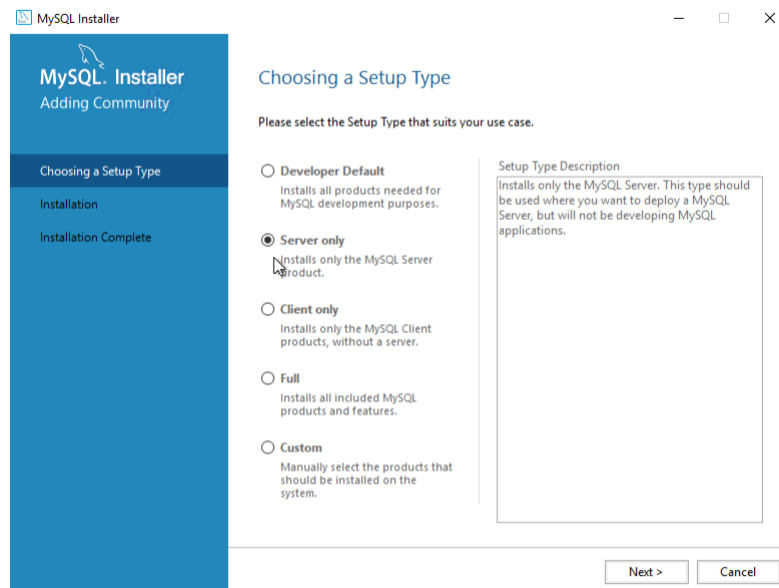 MySQL Installer
MySQL. Installer
Adding Community
Choosing a Setup Type
Installation
Installation Complete
Choosing a Setup Type
Please select the Setup Type that suits your use case.
Developer Default
Installs all products needed for
MySQL development purposes.
Server only
Installs only the MySQL Server
product.
Client only
Installs only the MySQL Client
products, without a server.
Full
Installs all included MySQL
products and features.
Custom
Manually select the products that
should be installed on the
system.
Setup Type Description
Installs only the MySQL Server. This type should
be used where you want to deploy a MySQL
Server, but will not be developing MySQL
applications.
Next >
Cancel